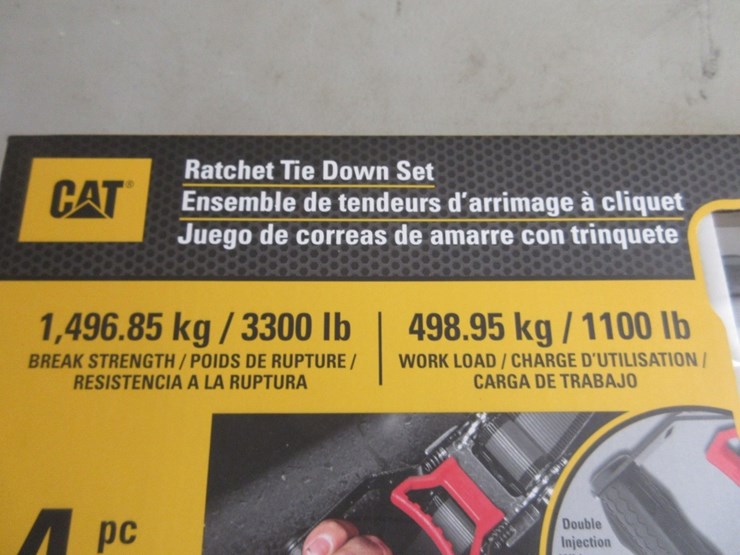 CAT®
Ratchet Tie Down Set
Ensemble de tendeurs d'arrimage à cliquet
Juego de correas de amarre con trinquete
1,496.85 kg / 3300 lb
BREAK STRENGTH / POIDS DE RUPTURE /
RESISTENCIA A LA RUPTURA
498.95 kg / 1100 lb
WORK LOAD / CHARGE D'UTILISATION /
CARGA DE TRABAJO
4 pc
Double
Injection